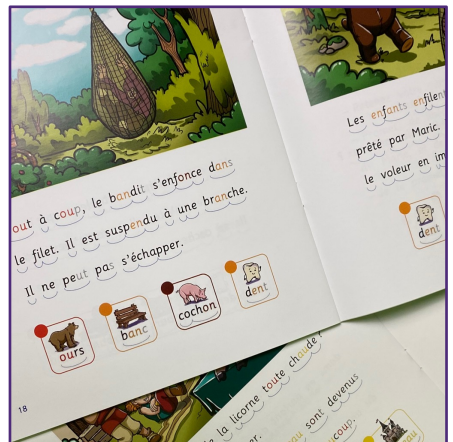 out à coup, le bandit s'enfonce dans
le filet. Il est suspendu à une branche.
Il ne peut pas s'échapper.
ours
banc
cochon
dent
18
Les enfants enfilent
prêté par Maric.
le voleur en im
dent
la licorne toute chaude
sont devenus
coup.